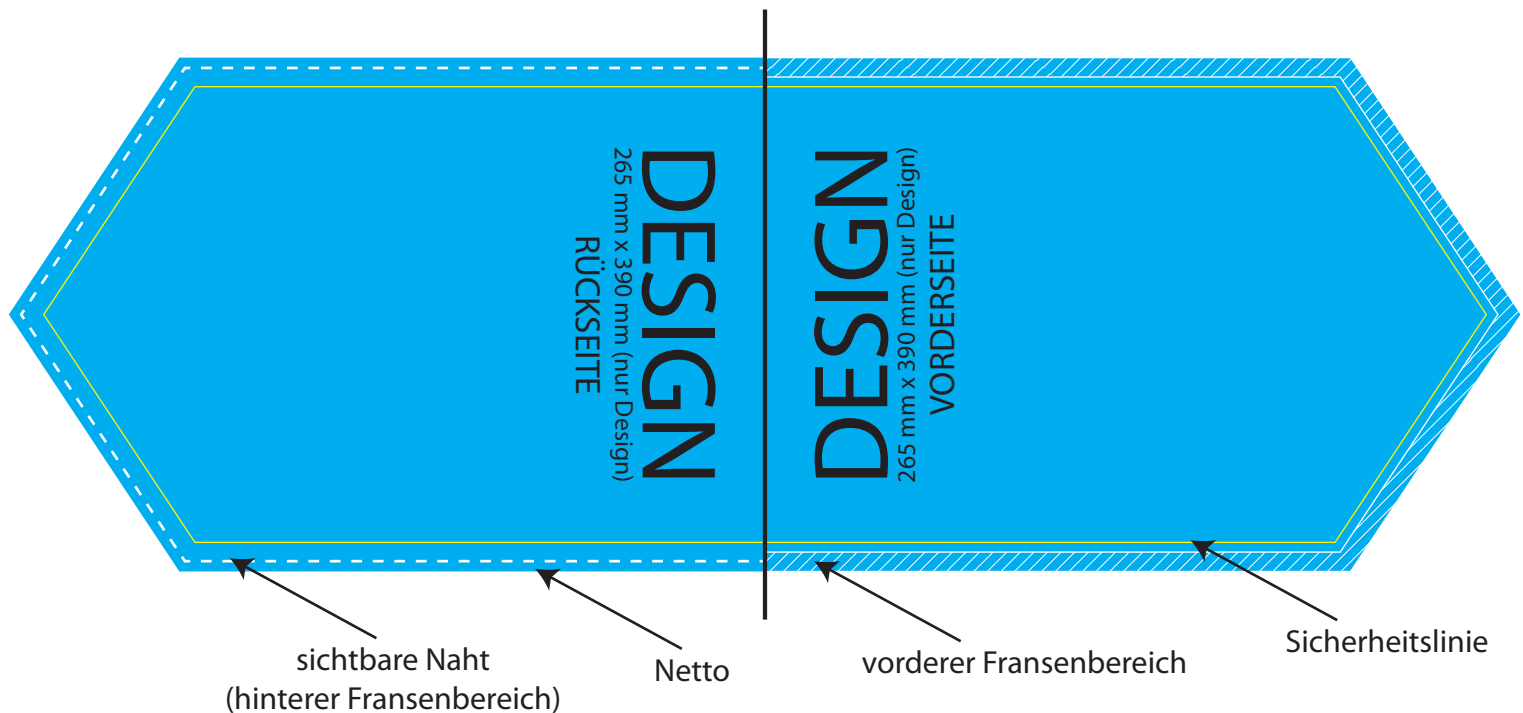 DESIGN
265 mm x 390 mm (nur Design)
RÜCKSEITE
DESIGN
265 mm x 390 mm (nur Design)
VORDERSEITE
sichtbare Naht
(hinterer Fransenbereich)
Netto
vorderer Fransenbereich
Sicherheitslinie